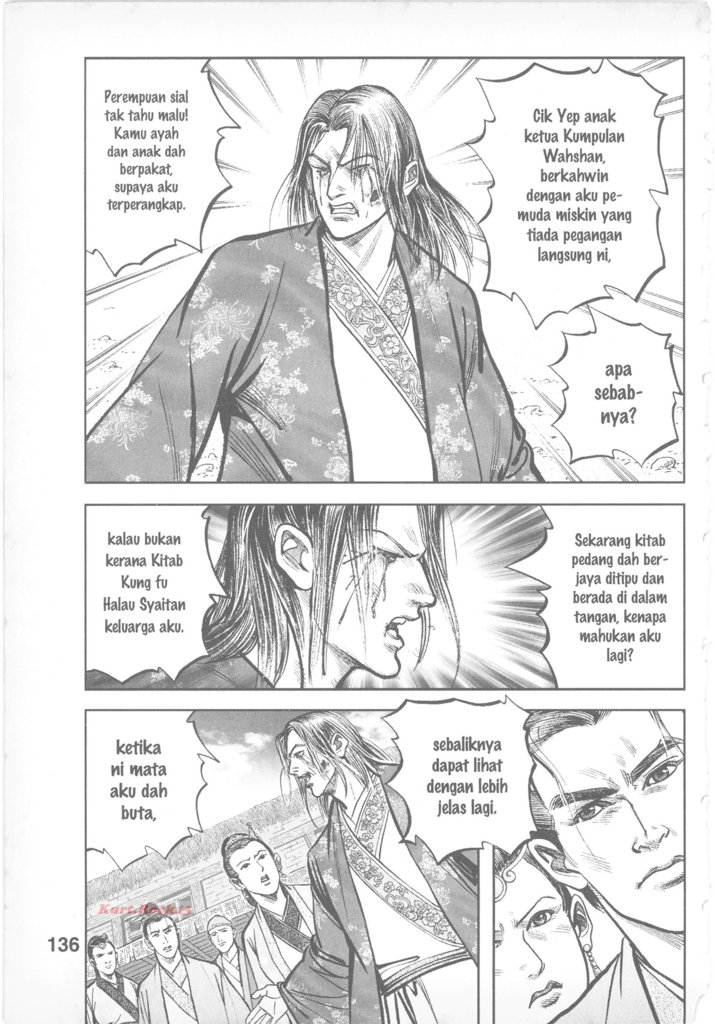 Perempuan sial
tak tahu malu!
Kamu ayah
dan anak dah
berpakat,
supaya aku
terperangkap.
Cik Yep anak
ketua Kumpulan
Wahshan,
berkahwin
dengan aku pe-
muda miskin yang
tiada pegangan
langsung ni,
apa
sebab-
nya?
kalau bukan
kerana Kitab
Kung fu
Halau Syaitan
keluarga aku.
Sekarang kitab
pedang dah ber-
jaya ditipu dan
berada di dalam
tangan, kenapa
mahukan aku
lagi?
ketika
ni mata
aku dah
buta,
sebaliknya
dapat lihat
dengan lebih
jelas lagi.
136